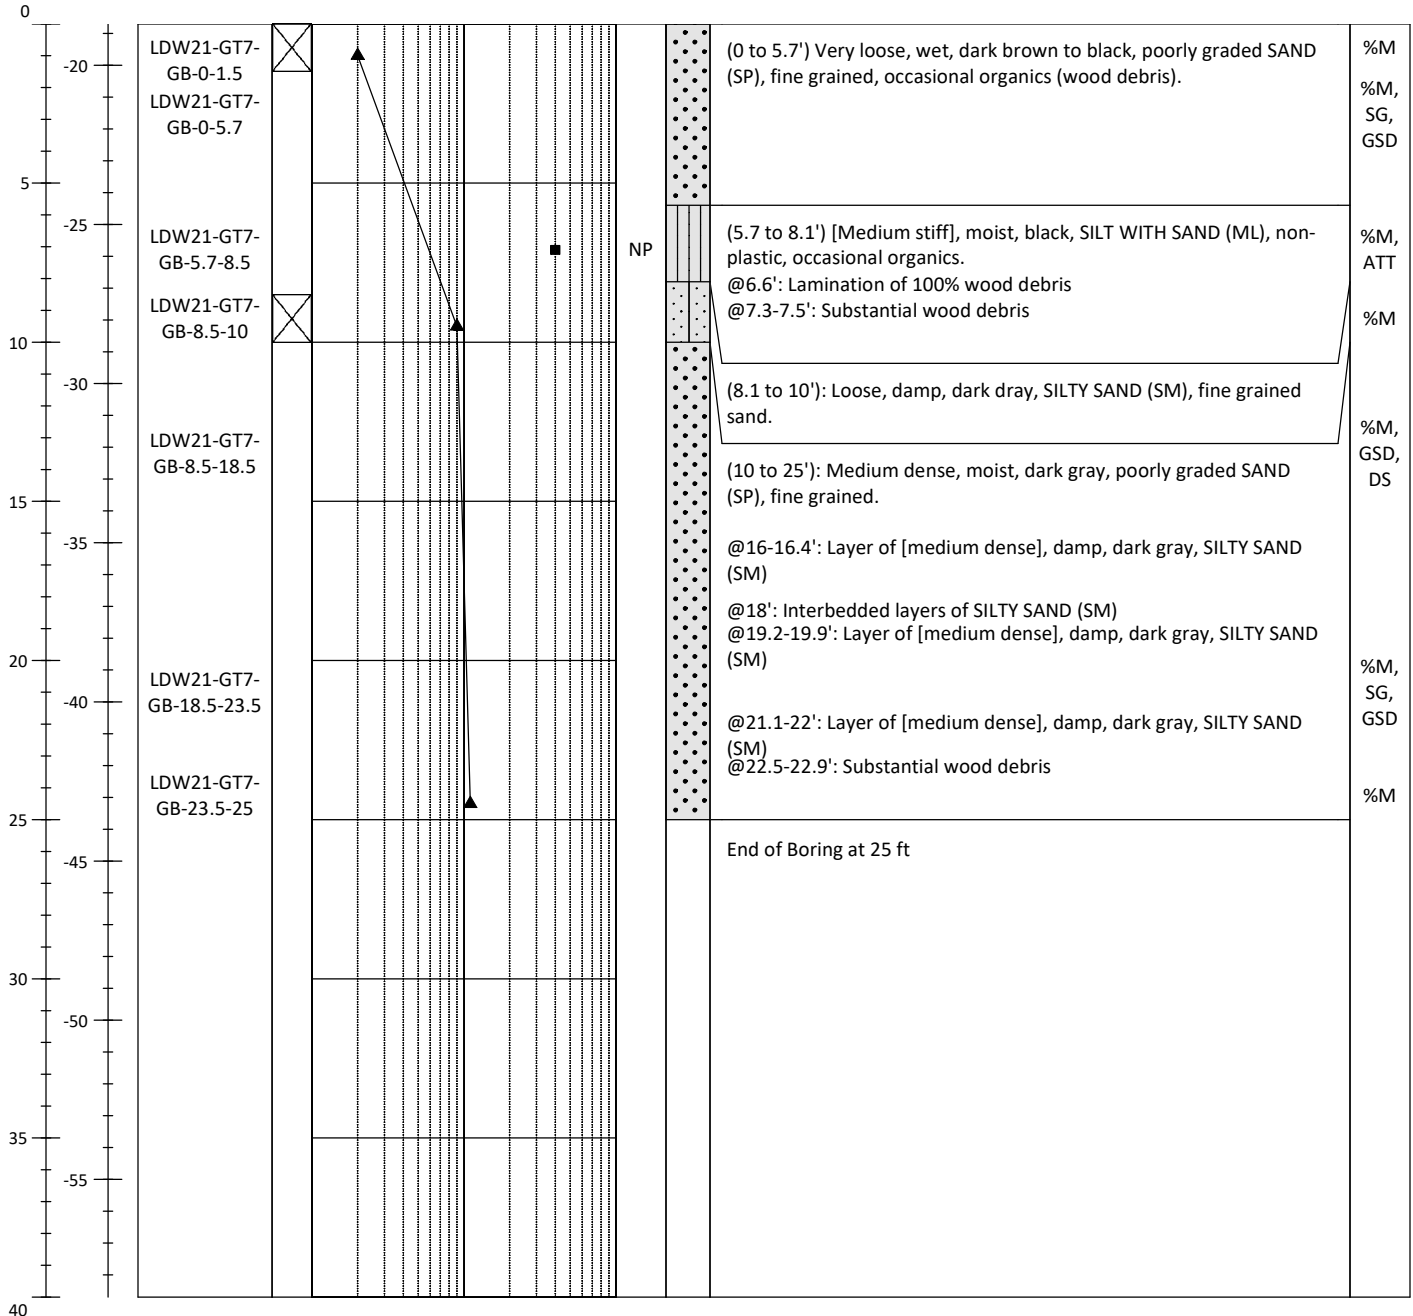 0
5
10
15
20
25
30
35
40
-20
-25
-30
-35
-40
-45
-50
-55
LDW21-GT7-
GB-0-1.5
LDW21-GT7-
GB-0-5.7
LDW21-GT7-
GB-5.7-8.5
LDW21-GT7-
GB-8.5-10
LDW21-GT7-
GB-8.5-18.5
LDW21-GT7-
GB-18.5-23.5
LDW21-GT7-
GB-23.5-25
NP
(0 to 5.7') Very loose, wet, dark brown to black, poorly graded SAND
(SP), fine grained, occasional organics (wood debris).
(5.7 to 8.1') [Medium stiff], moist, black, SILT WITH SAND (ML), non-
plastic, occasional organics.
@6.6': Lamination of 100% wood debris
@7.3-7.5': Substantial wood debris
(8.1 to 10'): Loose, damp, dark dray, SILTY SAND (SM), fine grained
sand.
(10 to 25'): Medium dense, moist, dark gray, poorly graded SAND
(SP), fine grained.
@16-16.4': Layer of [medium dense], damp, dark gray, SILTY SAND
(SM)
@18': Interbedded layers of SILTY SAND (SM)
@19.2-19.9': Layer of [medium dense], damp, dark gray, SILTY SAND
(SM)
@21.1-22': Layer of [medium dense], damp, dark gray, SILTY SAND
(SM)
@22.5-22.9': Substantial wood debris
End of Boring at 25 ft
%M
%M,
SG,
GSD
%M,
ATT
%M
%M,
GSD,
DS
%M,
SG,
GSD
%M